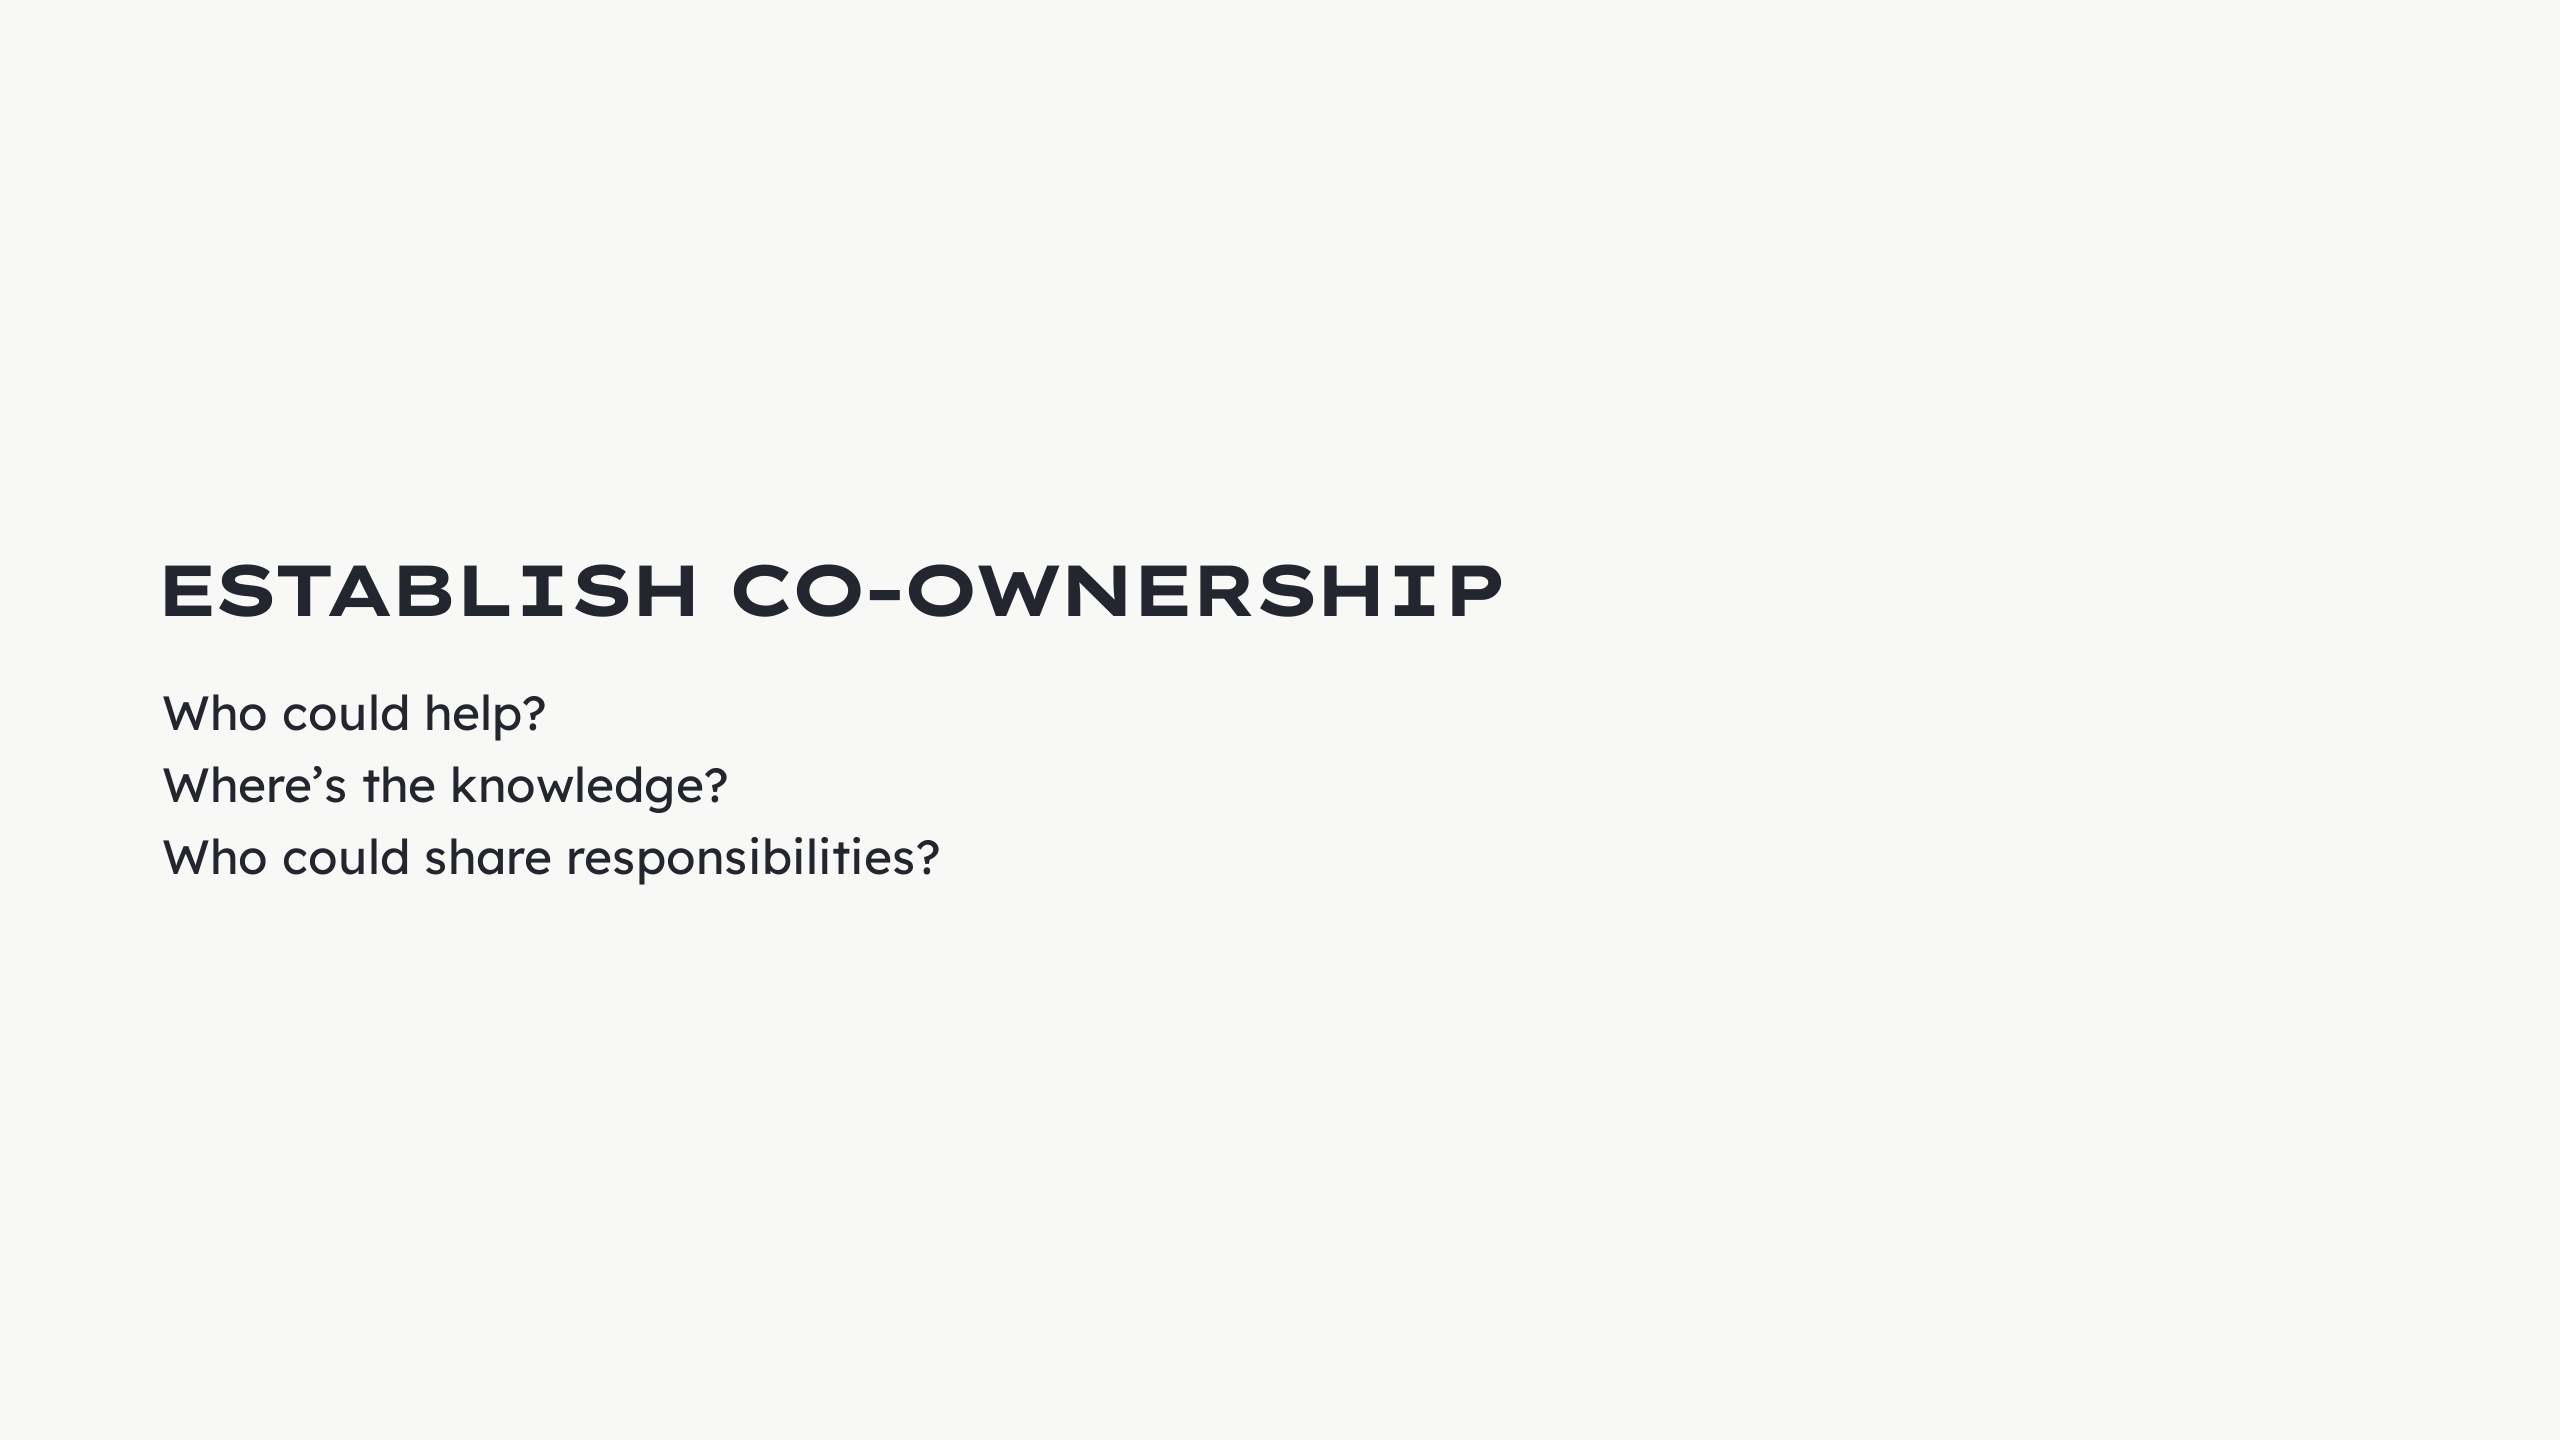 ESTABLISH CO-OWNERSHIP
Who could help?
Where’s the knowledge?
Who could share responsibilities?